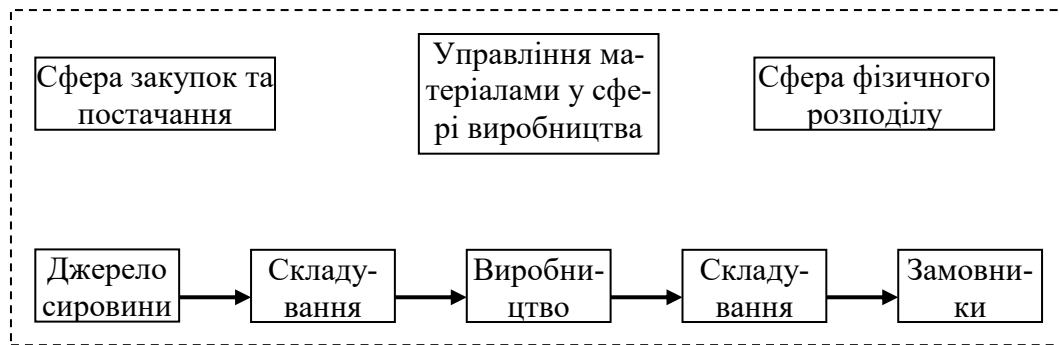 Сфера закупок та
постачання
Управління ма-
теріалами у сфе-
рі виробництва
Сфера фізичного
розподілу
Джерело
сировини
Складу-
вання
Виробни-
цтво
Складу-
вання
Замовни-
ки